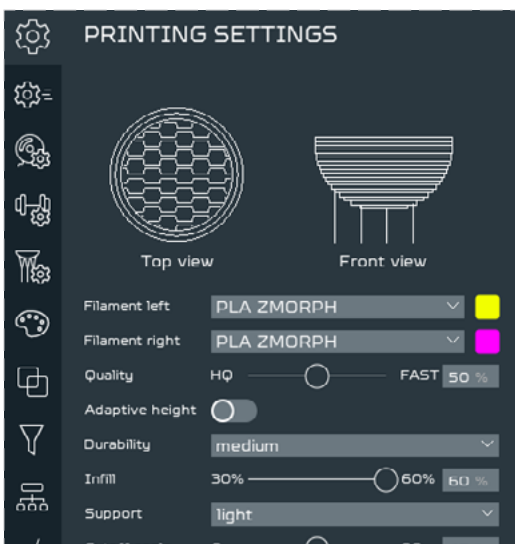 PRINTING SETTINGS
Top view Front view
Filament left PLA ZMORPH
Filament right PLA ZMORPH
Quality HQ FAST 50 %
Adaptive height
Durability medium
Infill 30% 60% 60 %
Support light